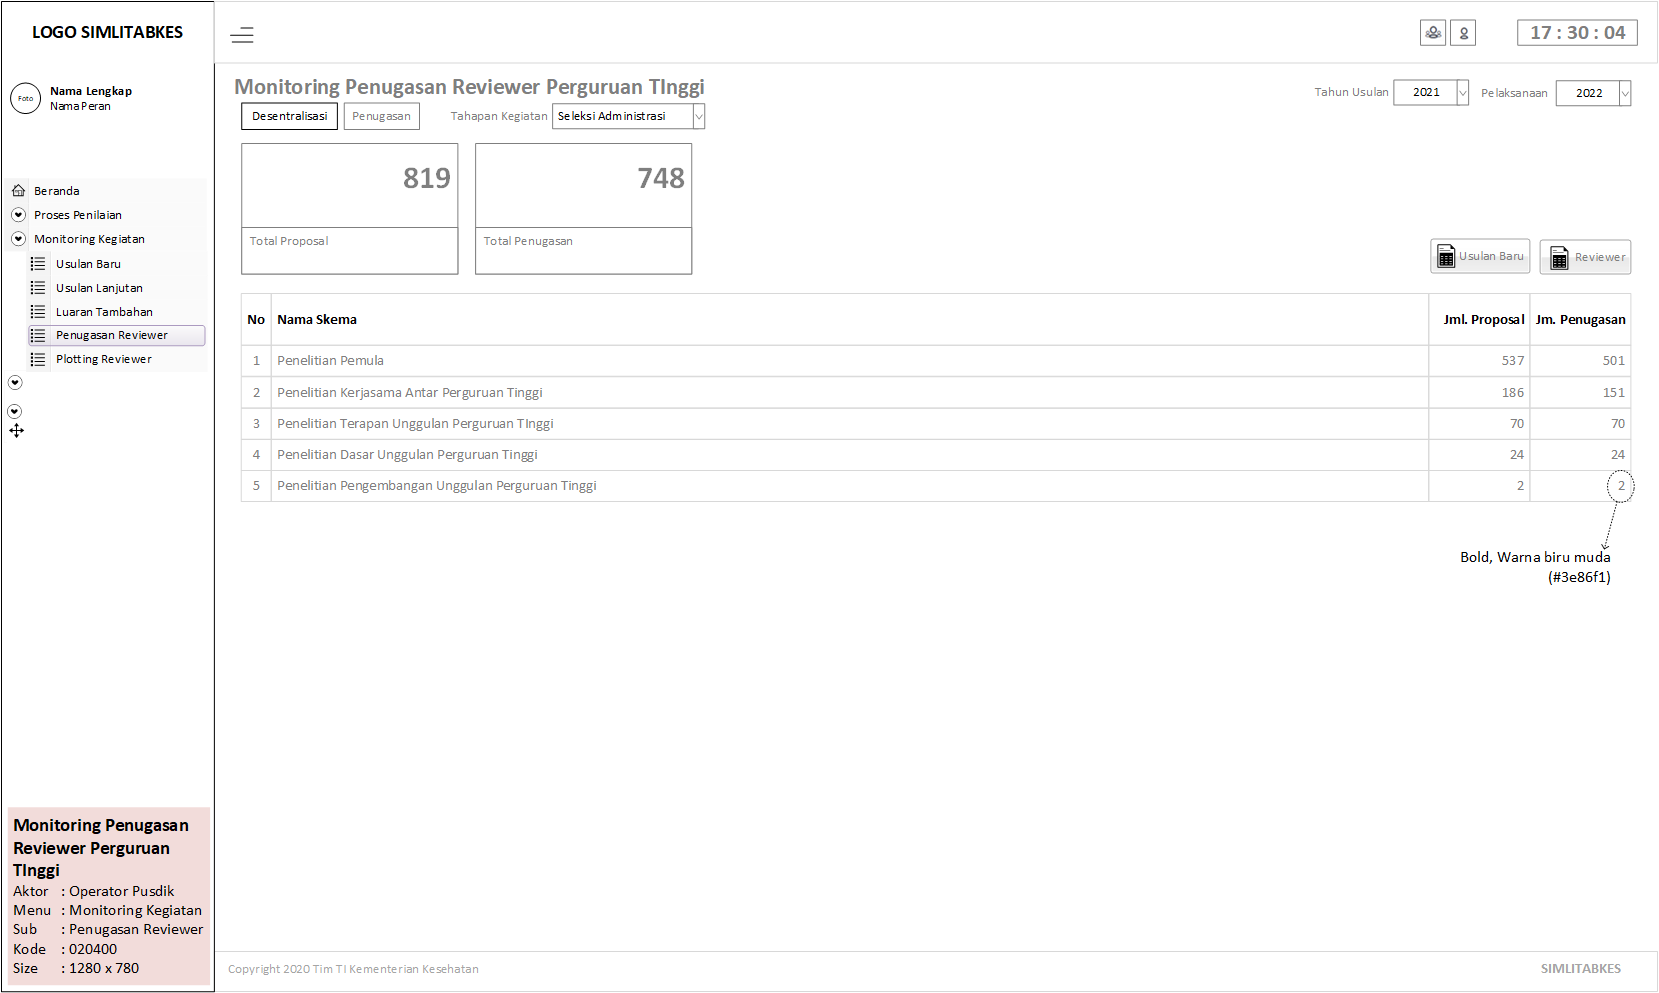 LOGO SIMLITABKES
17 : 30 : 04
Foto
Nama Lengkap
Nama Peran
Beranda
Proses Penilaian
Monitoring Kegiatan
Usulan Baru
Usulan Lanjutan
Luaran Tambahan
Penugasan Reviewer
Plotting Reviewer
Monitoring Penugasan Reviewer Perguruan TInggi
Tahun Usulan 2021 Pelaksanaan 2022
Desentralisasi Penugasan Tahapan Kegiatan Seleksi Administrasi
819
Total Proposal
748
Total Penugasan
Usulan Baru Reviewer
No Nama Skema Jml. Proposal Jm. Penugasan
1 Penelitian Pemula 537 501
2 Penelitian Kerjasama Antar Perguruan Tinggi 186 151
3 Penelitian Terapan Unggulan Perguruan TInggi 70 70
4 Penelitian Dasar Unggulan Perguruan Tinggi 24 24
5 Penelitian Pengembangan Unggulan Perguruan Tinggi 2 2
Bold, Warna biru muda
(#3e86f1)
Monitoring Penugasan
Reviewer Perguruan
TInggi
Aktor : Operator Pusdik
Menu : Monitoring Kegiatan
Sub : Penugasan Reviewer
Kode : 020400
Size : 1280 x 780
Copyright 2020 Tim TI Kementerian Kesehatan
SIMLITABKES